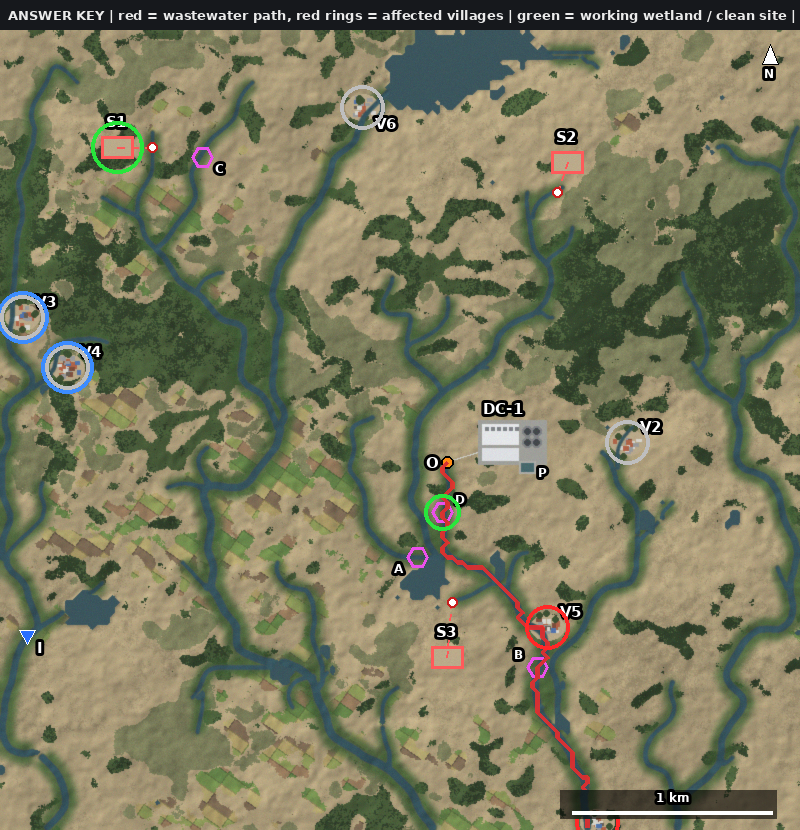 ANSWER KEY | red = wastewater path, red rings = affected villages | green = working wetland / clean site |
N
S1
V6
S2
C
V3
V4
DC-1
V2
O
P
D
A
V5
S3
B
I
1 km